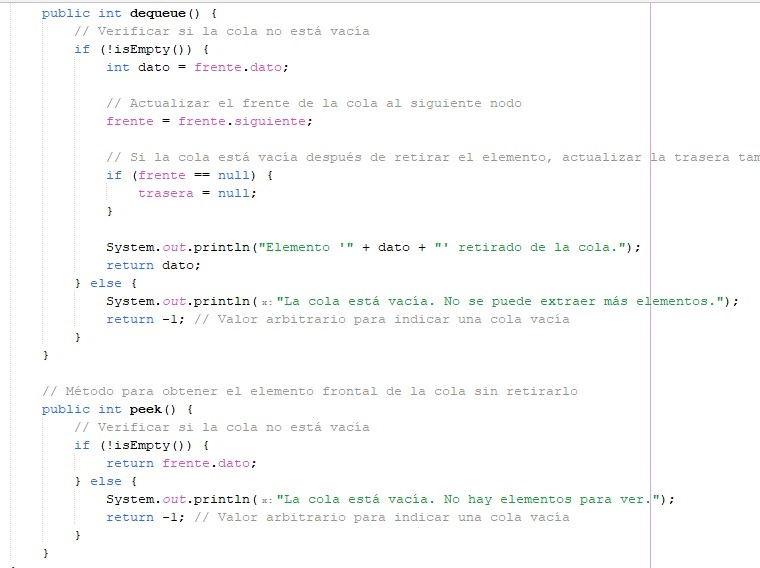 public int dequeue() {
// Verificar si la cola no está vacía
if (!isEmpty()) {
int dato = frente.dato;
// Actualizar el frente de la cola al siguiente nodo
frente = frente.siguiente;
// Si la cola está vacía después de retirar el elemento, actualizar la trasera
if (frente == null) {
trasera = null;
}
System.out.println("Elemento '" + dato + "' retirado de la cola.");
return dato;
} else {
System.out.println( x: "La cola está vacía. No se puede extraer más elementos.");
return -1; // Valor arbitrario para indicar una cola vacía
}
}
// Método para obtener el elemento frontal de la cola sin retirarlo
public int peek() {
// Verificar si la cola no está vacía
if (!isEmpty()) {
return frente.dato;
} else {
System.out.println( x: "La cola está vacía. No hay elementos para ver.");
return -1; // Valor arbitrario para indicar una cola vacía
}
}